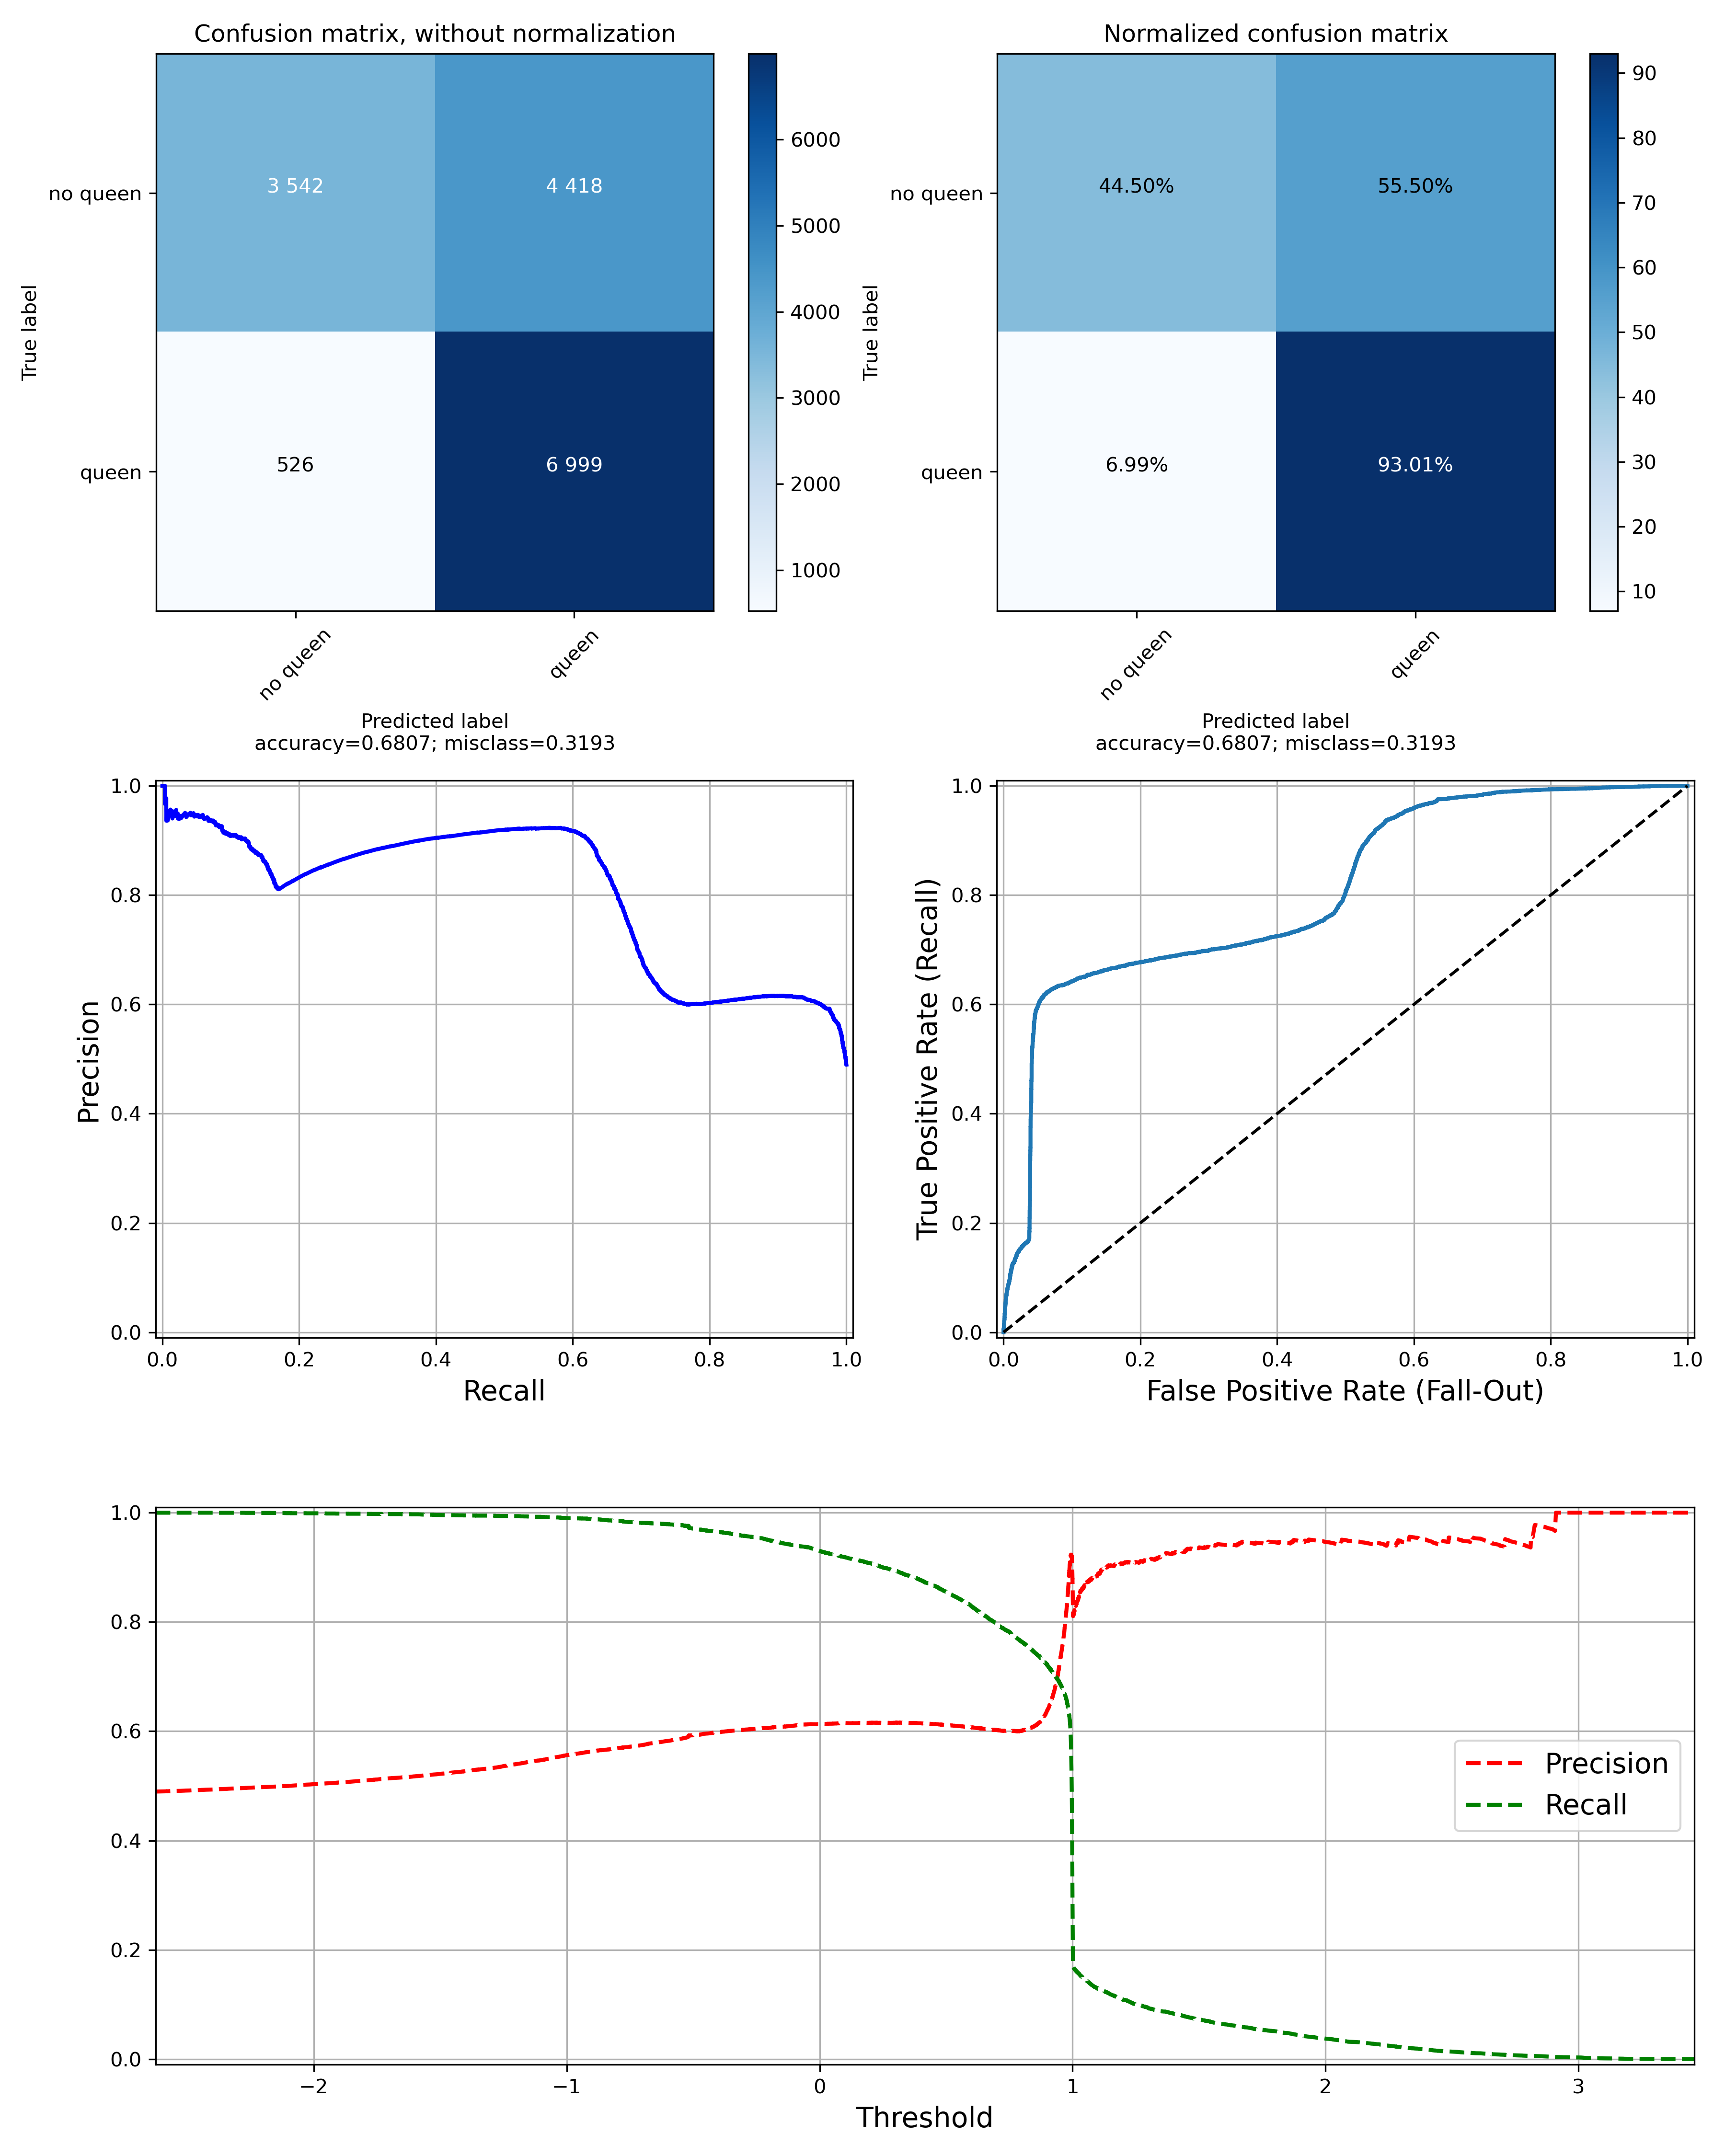 Confusion matrix, without normalization
Normalized confusion matrix
True label
no queen
queen
3 542
4 418
526
6 999
6000
5000
4000
3000
2000
1000
no queen
queen
Predicted label
accuracy=0.6807; misclass=0.3193
True label
no queen
queen
44.50%
55.50%
6.99%
93.01%
90
80
70
60
50
40
30
20
10
no queen
queen
Predicted label
accuracy=0.6807; misclass=0.3193
Precision
1.0
0.8
0.6
0.4
0.2
0.0
0.0 0.2 0.4 0.6 0.8 1.0
Recall
True Positive Rate (Recall)
1.0
0.8
0.6
0.4
0.2
0.0
0.0 0.2 0.4 0.6 0.8 1.0
False Positive Rate (Fall-Out)
1.0
0.8
0.6
0.4
0.2
0.0
Precision
Recall
−2 −1 0 1 2 3
Threshold